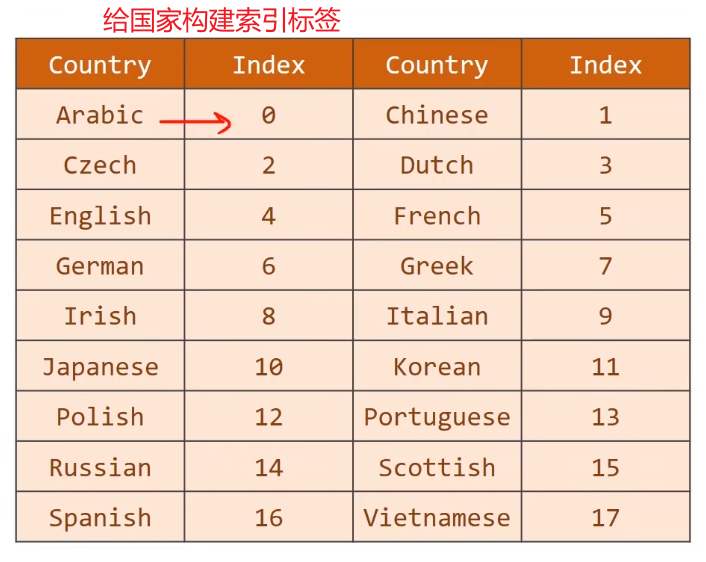 给国家构建索引标签
Country Index Country Index
Arabic 0 Chinese 1
Czech 2 Dutch 3
English 4 French 5
German 6 Greek 7
Irish 8 Italian 9
Japanese 10 Korean 11
Polish 12 Portuguese 13
Russian 14 Scottish 15
Spanish 16 Vietnamese 17